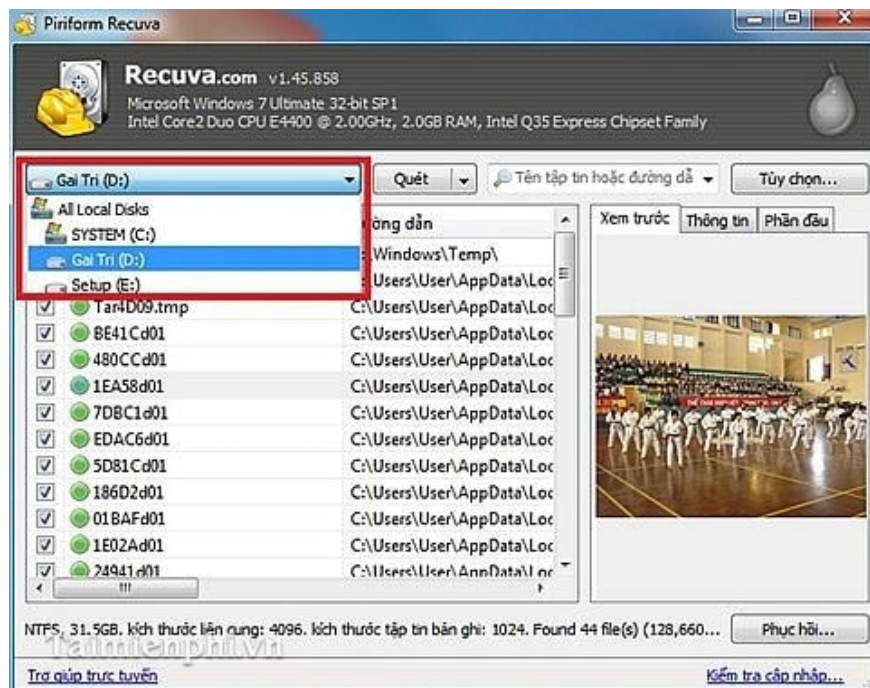 Piriform Recuva
Recuva.com v1.45.858
Microsoft Windows 7 Ultimate 32-bit SP1
Intel Core2 Duo CPU E4400 @ 2.00GHz, 2.0GB RAM, Intel Q35 Express Chipset Family
Gai Tri (D:)
Quét
Tên tập tin hoặc đường dẫ
Tùy chọn...
All Local Disks
SYSTEM (C:)
Gai Tri (D:)
Setup (E:)
ờng dẫn
Xem trước
Thông tin
Phần đầu
:\Windows\Temp\
:\Users\User\AppData\Loc
Tar4D09.tmp C:\Users\User\AppData\Loc
BE41Cd01 C:\Users\User\AppData\Loc
480CCd01 C:\Users\User\AppData\Loc
1EA58d01 C:\Users\User\AppData\Loc
7DBC1d01 C:\Users\User\AppData\Loc
EDAC6d01 C:\Users\User\AppData\Loc
5D81Cd01 C:\Users\User\AppData\Loc
186D2d01 C:\Users\User\AppData\Loc
01BAFd01 C:\Users\User\AppData\Loc
1E02Ad01 C:\Users\User\AppData\Loc
24941d01 C:\Users\User\AppData\Loc
NTFS, 31.5GB. kích thước liên cung: 4096. kích thước tập tin bản ghi: 1024. Found 44 file(s) (128,660...
Phục hồi...
Taimienphi.vn
Trợ giúp trực tuyến
Kiểm tra cập nhập...